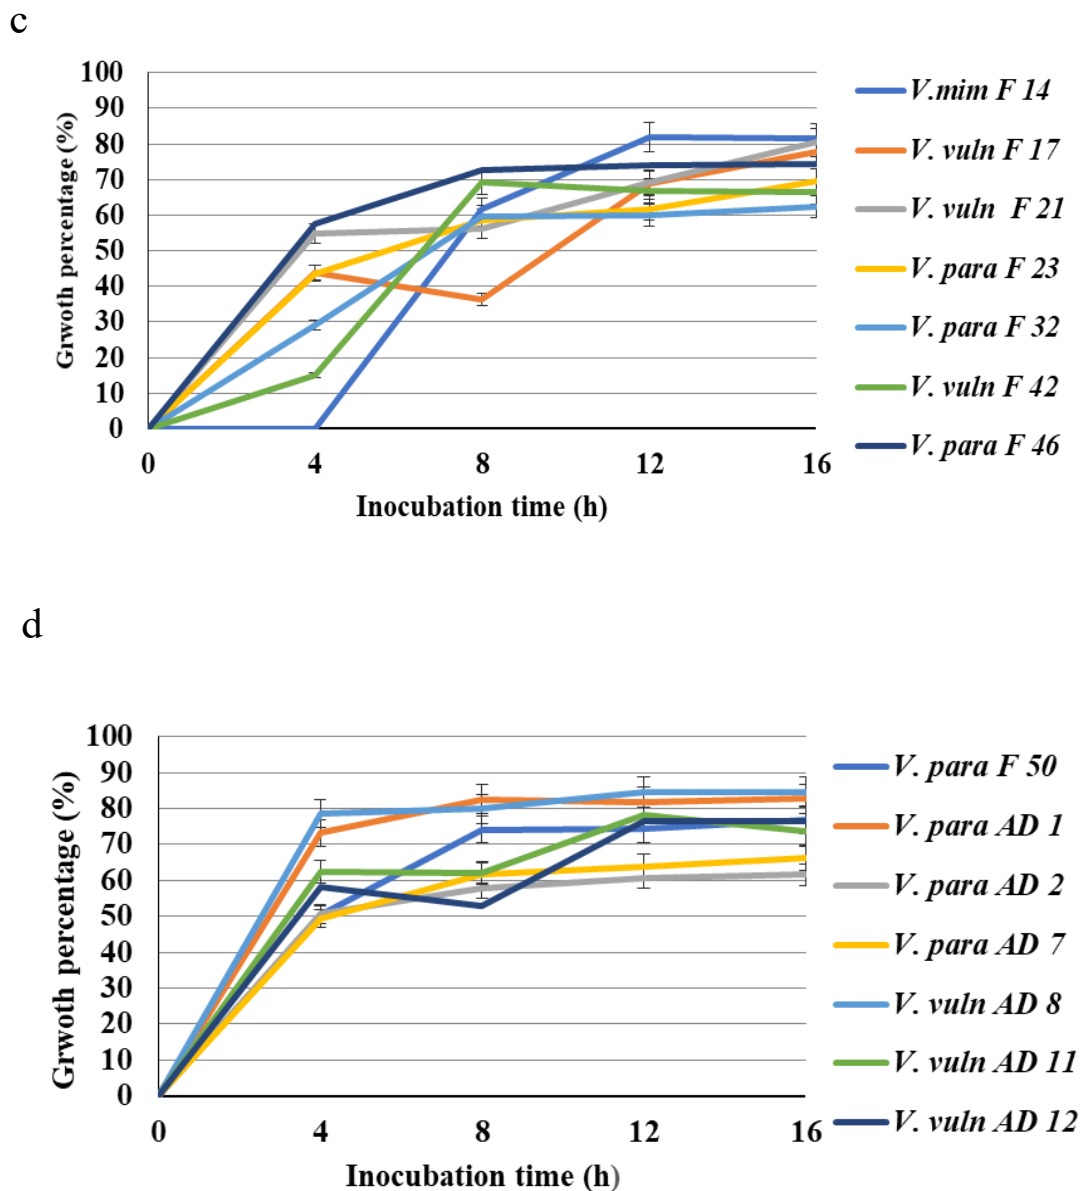 c
Grwoth percentage (%)
100
90
80
70
60
50
40
30
20
10
0
0 4 8 12 16
Inocubation time (h)
V.mim F 14
V. vuln F 17
V. vuln F 21
V. para F 23
V. para F 32
V. vuln F 42
V. para F 46
d
Grwoth percentage (%)
100
90
80
70
60
50
40
30
20
10
0
0 4 8 12 16
Inocubation time (h)
V. para F 50
V. para AD 1
V. para AD 2
V. para AD 7
V. vuln AD 8
V. vuln AD 11
V. vuln AD 12